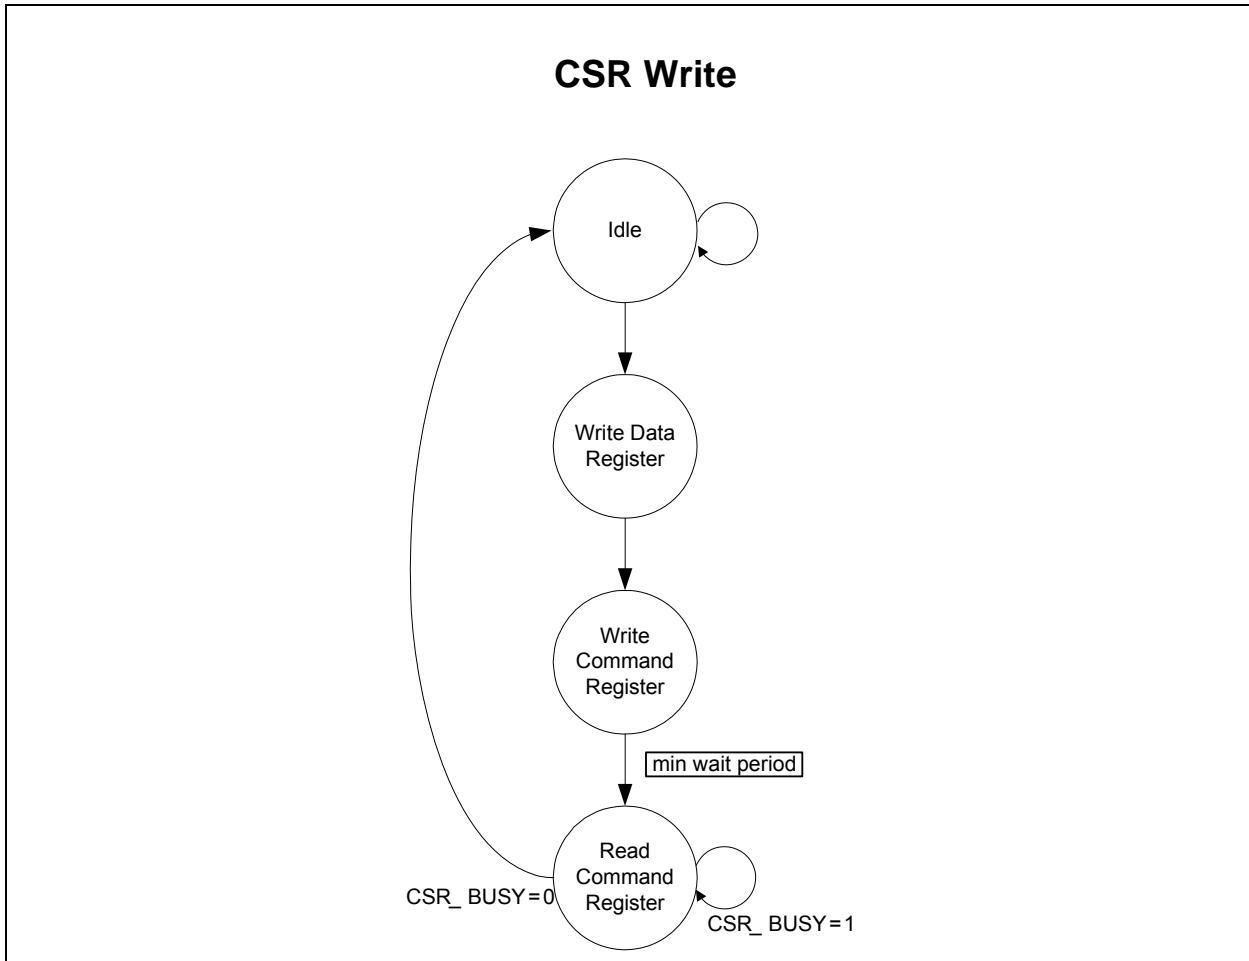 CSR Write
Idle
Write Data
Register
Write
Command
Register
min wait period
Read
Command
Register
CSR_ BUSY=0
CSR_ BUSY=1